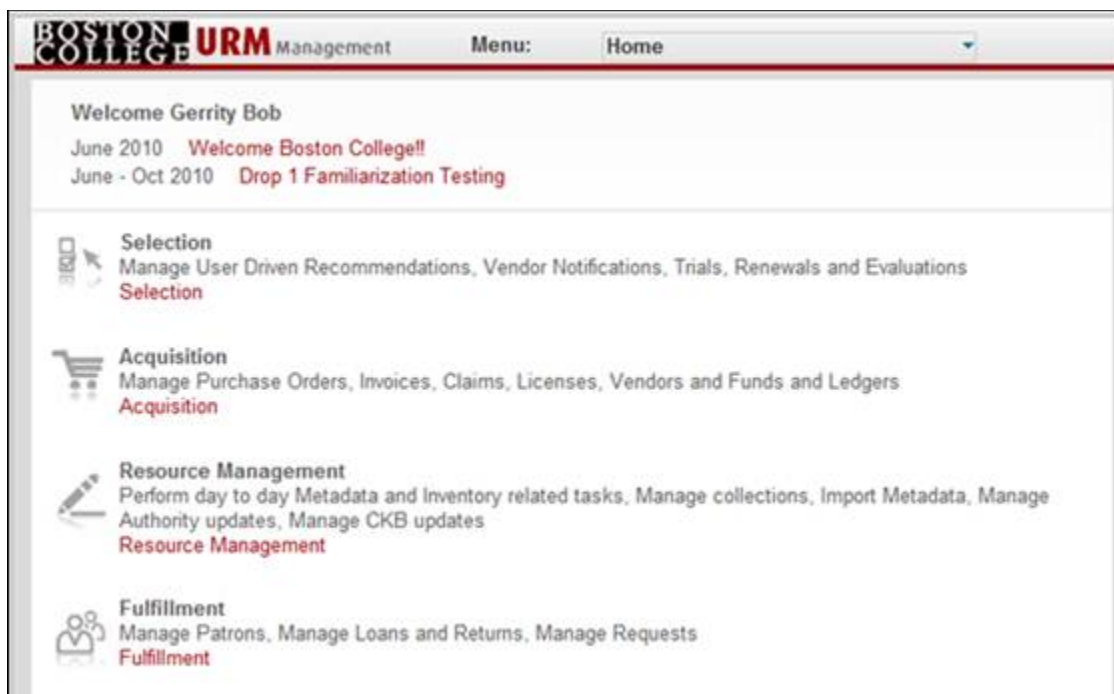 BOSTON COLLEGE URM Management Menu: Home
Welcome Gerrity Bob
June 2010 Welcome Boston College!!
June - Oct 2010 Drop 1 Familiarization Testing
Selection
Manage User Driven Recommendations, Vendor Notifications, Trials, Renewals and Evaluations
Selection
Acquisition
Manage Purchase Orders, Invoices, Claims, Licenses, Vendors and Funds and Ledgers
Acquisition
Resource Management
Perform day to day Metadata and Inventory related tasks, Manage collections, Import Metadata, Manage
Authority updates, Manage CKB updates
Resource Management
Fulfillment
Manage Patrons, Manage Loans and Returns, Manage Requests
Fulfillment